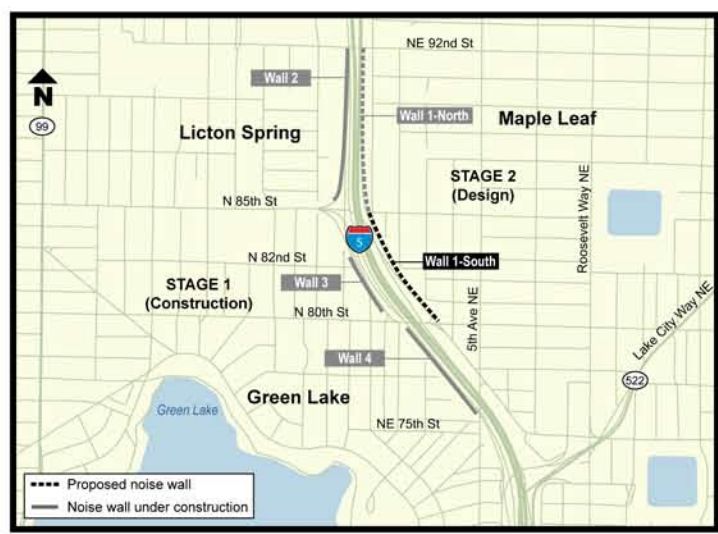 NE 92nd St
Wall 2
N
99
Wall 1-North
Maple Leaf
Licton Spring
STAGE 2
(Design)
Roosevelt Way NE
N 85th St
5
N 82nd St
Wall 1-South
STAGE 1
(Construction)
Wall 3
N 80th St
5th Ave NE
Lake City Way NE
Wall 4
522
Green Lake
Green Lake
NE 75th St
Proposed noise wall
Noise wall under construction